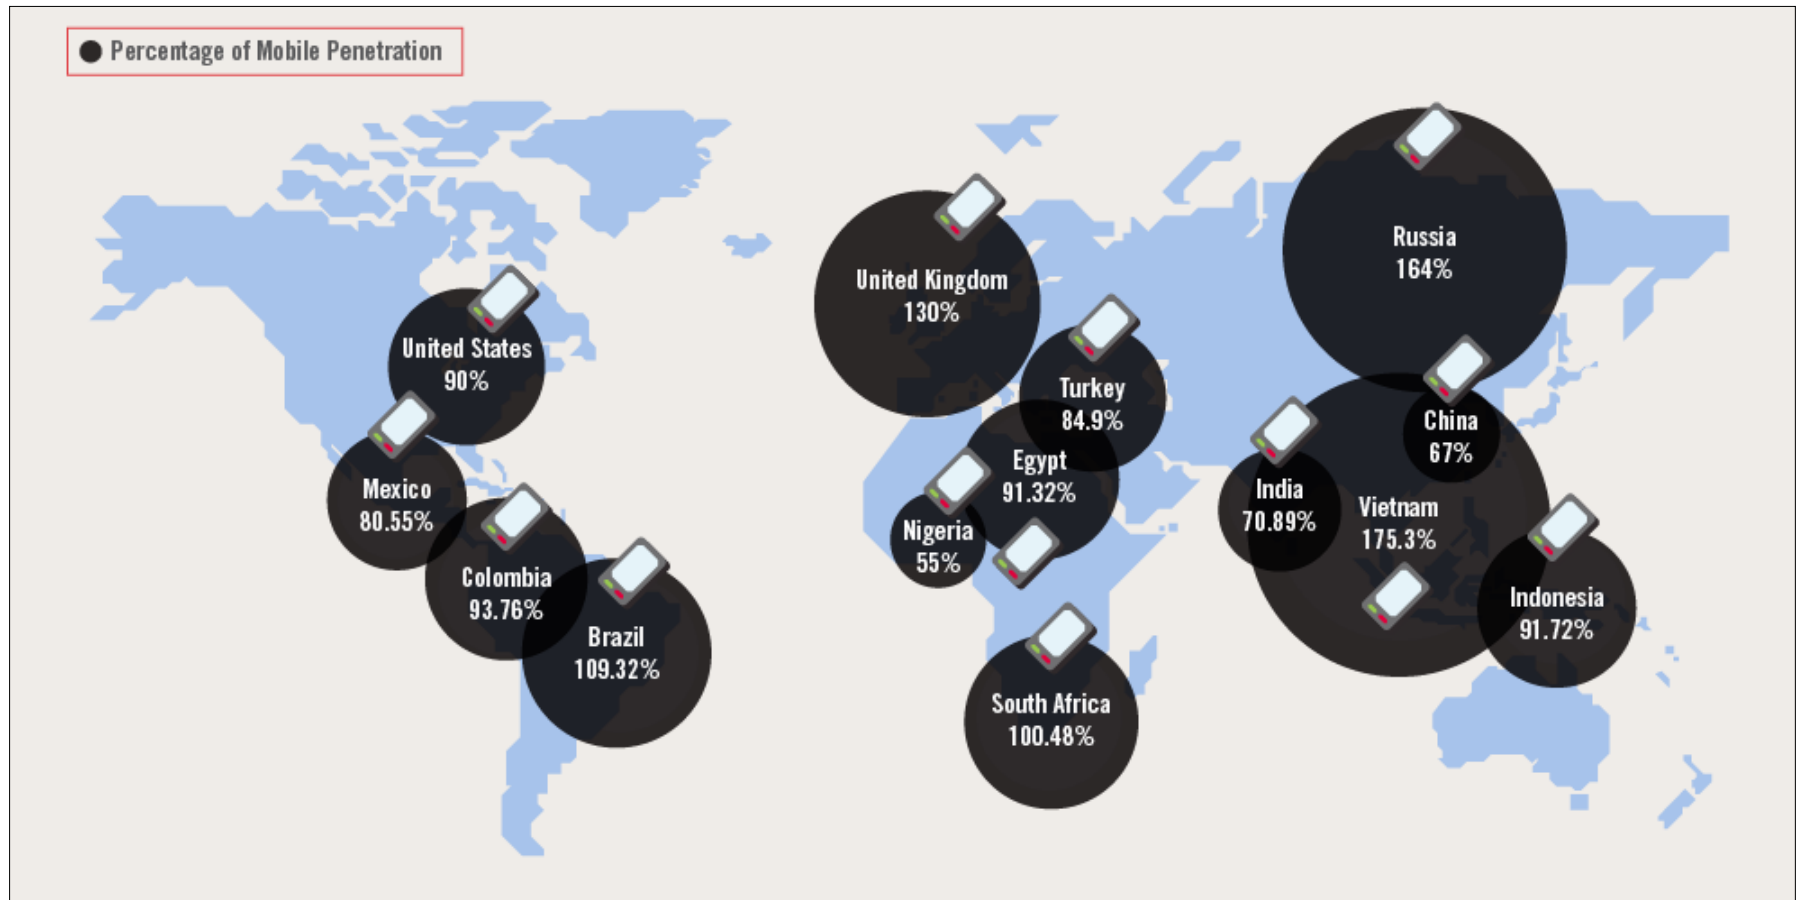 Percentage of Mobile Penetration
United States
90%
Mexico
80.55%
Colombia
93.76%
Brazil
109.32%
United Kingdom
130%
Turkey
84.9%
Egypt
91.32%
Nigeria
55%
South Africa
100.48%
Russia
164%
China
67%
India
70.89%
Vietnam
175.3%
Indonesia
91.72%